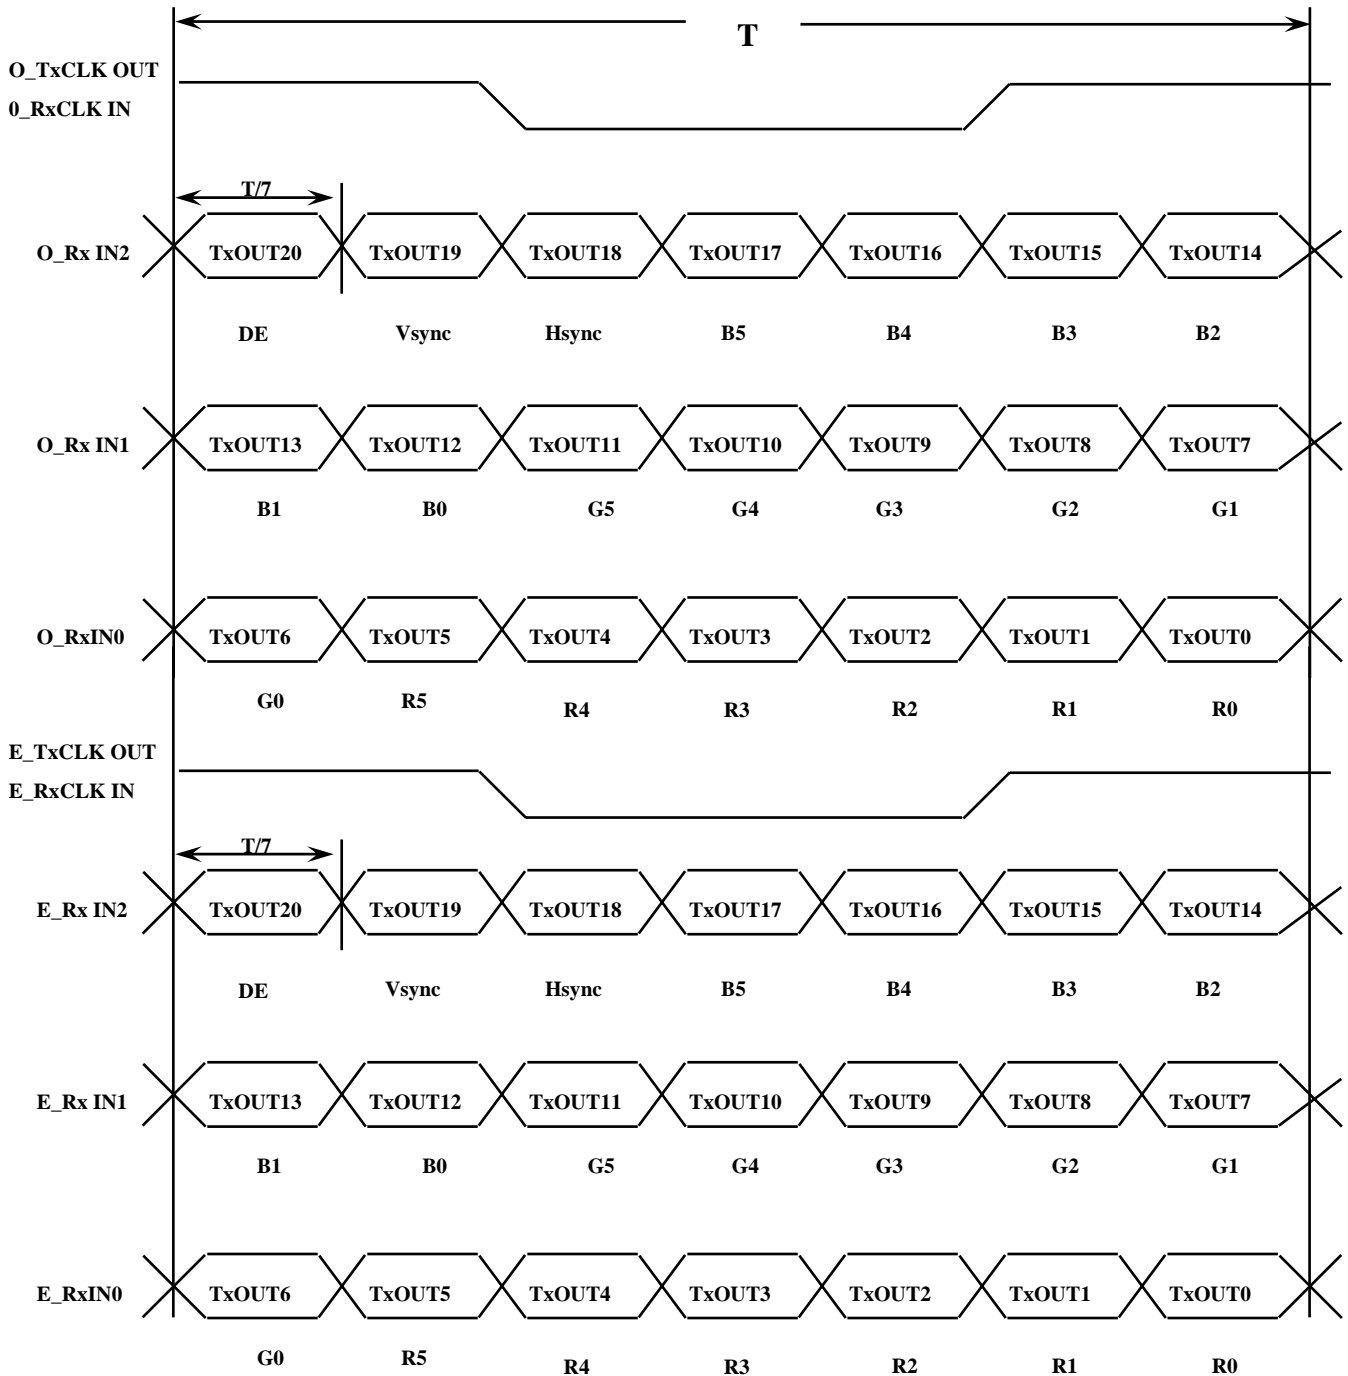 T
O_TxCLK OUT
0_RxCLK IN
T/7
O_Rx IN2 TxOUT20 TxOUT19 TxOUT18 TxOUT17 TxOUT16 TxOUT15 TxOUT14
DE Vsync Hsync B5 B4 B3 B2
O_Rx IN1 TxOUT13 TxOUT12 TxOUT11 TxOUT10 TxOUT9 TxOUT8 TxOUT7
B1 B0 G5 G4 G3 G2 G1
O_RxIN0 TxOUT6 TxOUT5 TxOUT4 TxOUT3 TxOUT2 TxOUT1 TxOUT0
G0 R5 R4 R3 R2 R1 R0
E_TxCLK OUT
E_RxCLK IN
T/7
E_Rx IN2 TxOUT20 TxOUT19 TxOUT18 TxOUT17 TxOUT16 TxOUT15 TxOUT14
DE Vsync Hsync B5 B4 B3 B2
E_Rx IN1 TxOUT13 TxOUT12 TxOUT11 TxOUT10 TxOUT9 TxOUT8 TxOUT7
B1 B0 G5 G4 G3 G2 G1
E_RxIN0 TxOUT6 TxOUT5 TxOUT4 TxOUT3 TxOUT2 TxOUT1 TxOUT0
G0 R5 R4 R3 R2 R1 R0